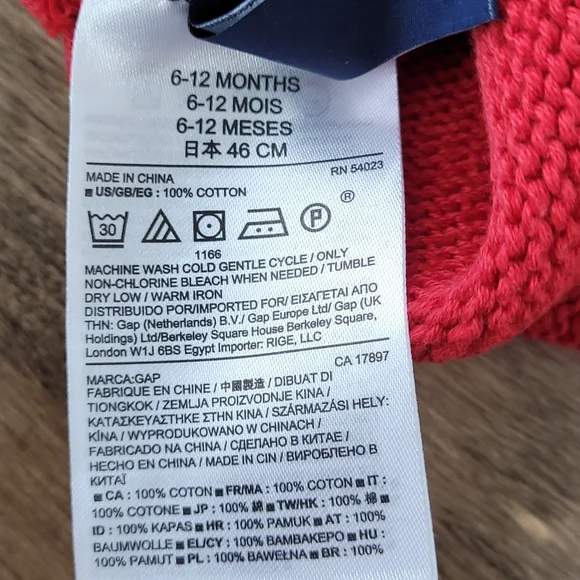 6-12 MONTHS
6-12 MOIS
6-12 MESES
日本 46 CM
MADE IN CHINA RN 54023
■ US/GB/EG : 100% COTTON
30 P ®
1166
MACHINE WASH COLD GENTLE CYCLE / ONLY
NON-CHLORINE BLEACH WHEN NEEDED / TUMBLE
DRY LOW / WARM IRON
DISTRIBUTED POR/IMPORTED FOR/ ΕΙΣΑΓΕΤΑΙ ΑΠΟ
ΤΗΝ: Gap (Netherlands) B.V./ Gap Europe Ltd/ Gap (UK
Holdings) Ltd/Berkeley Square House Berkeley Square,
London W1J 6BS Egypt Importer: RIGE, LLC
CA 17897
MARCA:GAP
FABRIQUE EN CHINE / 中國製造 / DIBUAT DI
TIONGKOK / ZEMLJA PROIZVODNJE KINA /
ΚΑΤΑΣΚΕΥΑΣΤΗΚΕ ΣΤΗΝ ΚΙΝΑ / SZÁRMAZÁSI HELY:
KÍNA / WYPRODUKOWANO W CHINACH /
FABRICADO NA CHINA / СДЕЛАНО В КИТАЕ /
HECHO EN CHINA / MADE IN CIN / ВИРОБЛЕНО В
КИТАЇ
■ CA : 100% COTON ■ FR/MA : 100% COTON ■ IT :
100% COTONE ■ JP : 100% 綿 ■ TW/HK : 100% 棉 ■
ID : 100% KAPAS ■ HR : 100% PAMUK ■ AT : 100%
BAUMWOLLE ■ EL/CY : 100% ΒΑΜΒΑΚΕΡΟ ■ HU :
100% PAMUT ■ PL : 100% BAWEŁNA ■ BR : 100%